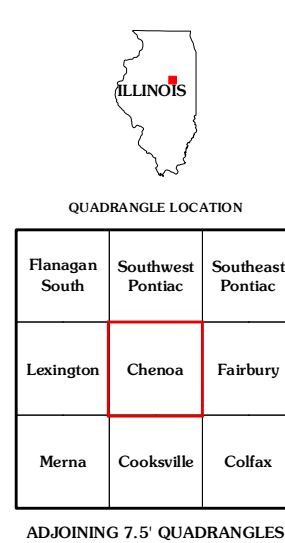 ILLINOIS
QUADRANGLE LOCATION
Flanagan South
Southwest Pontiac
Southeast Pontiac
Lexington
Chenoa
Fairbury
Merna
Cooksville
Colfax
ADJOINING 7.5' QUADRANGLES